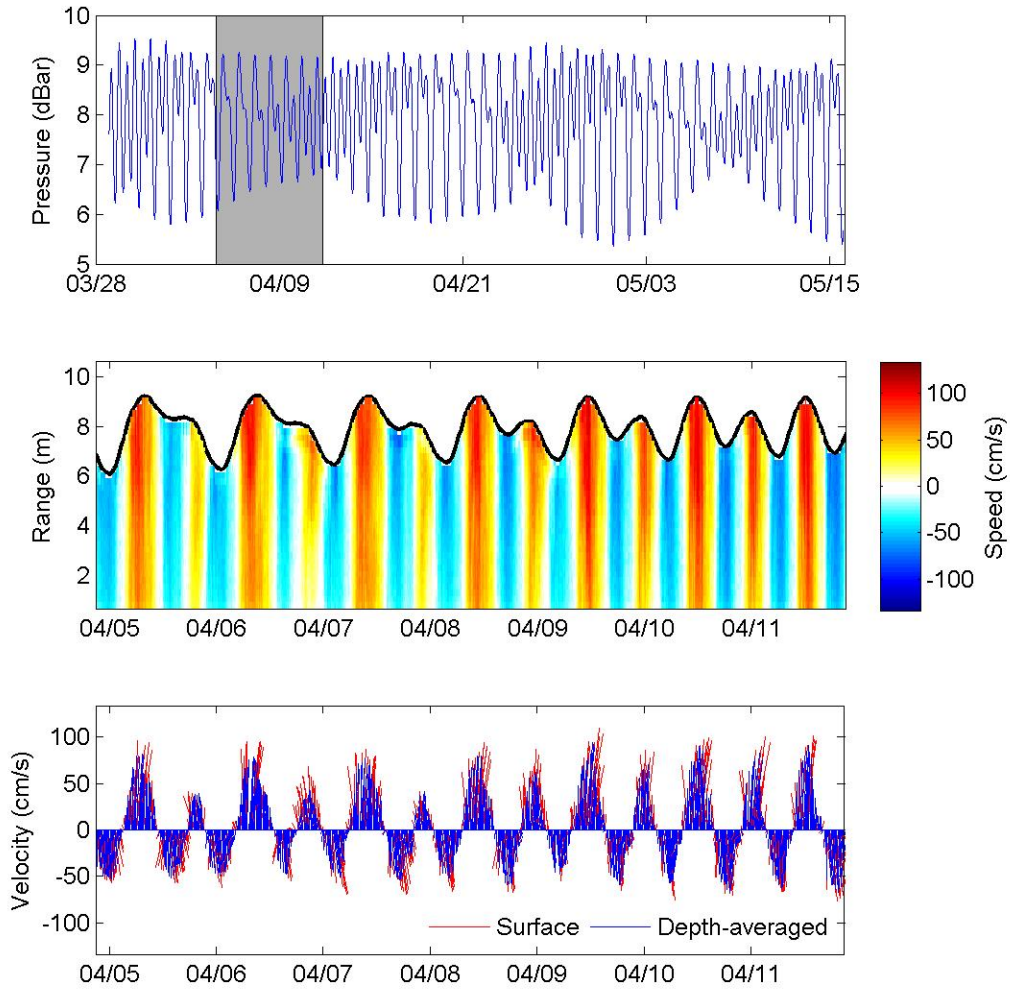 10
9
8
7
6
5
Pressure (dBar)
03/28 04/09 04/21 05/03 05/15
10
8
6
4
2
Range (m)
04/05 04/06 04/07 04/08 04/09 04/10 04/11
100
50
0
-50
-100
Speed (cm/s)
100
50
0
-50
-100
Velocity (cm/s)
Surface Depth-averaged
04/05 04/06 04/07 04/08 04/09 04/10 04/11